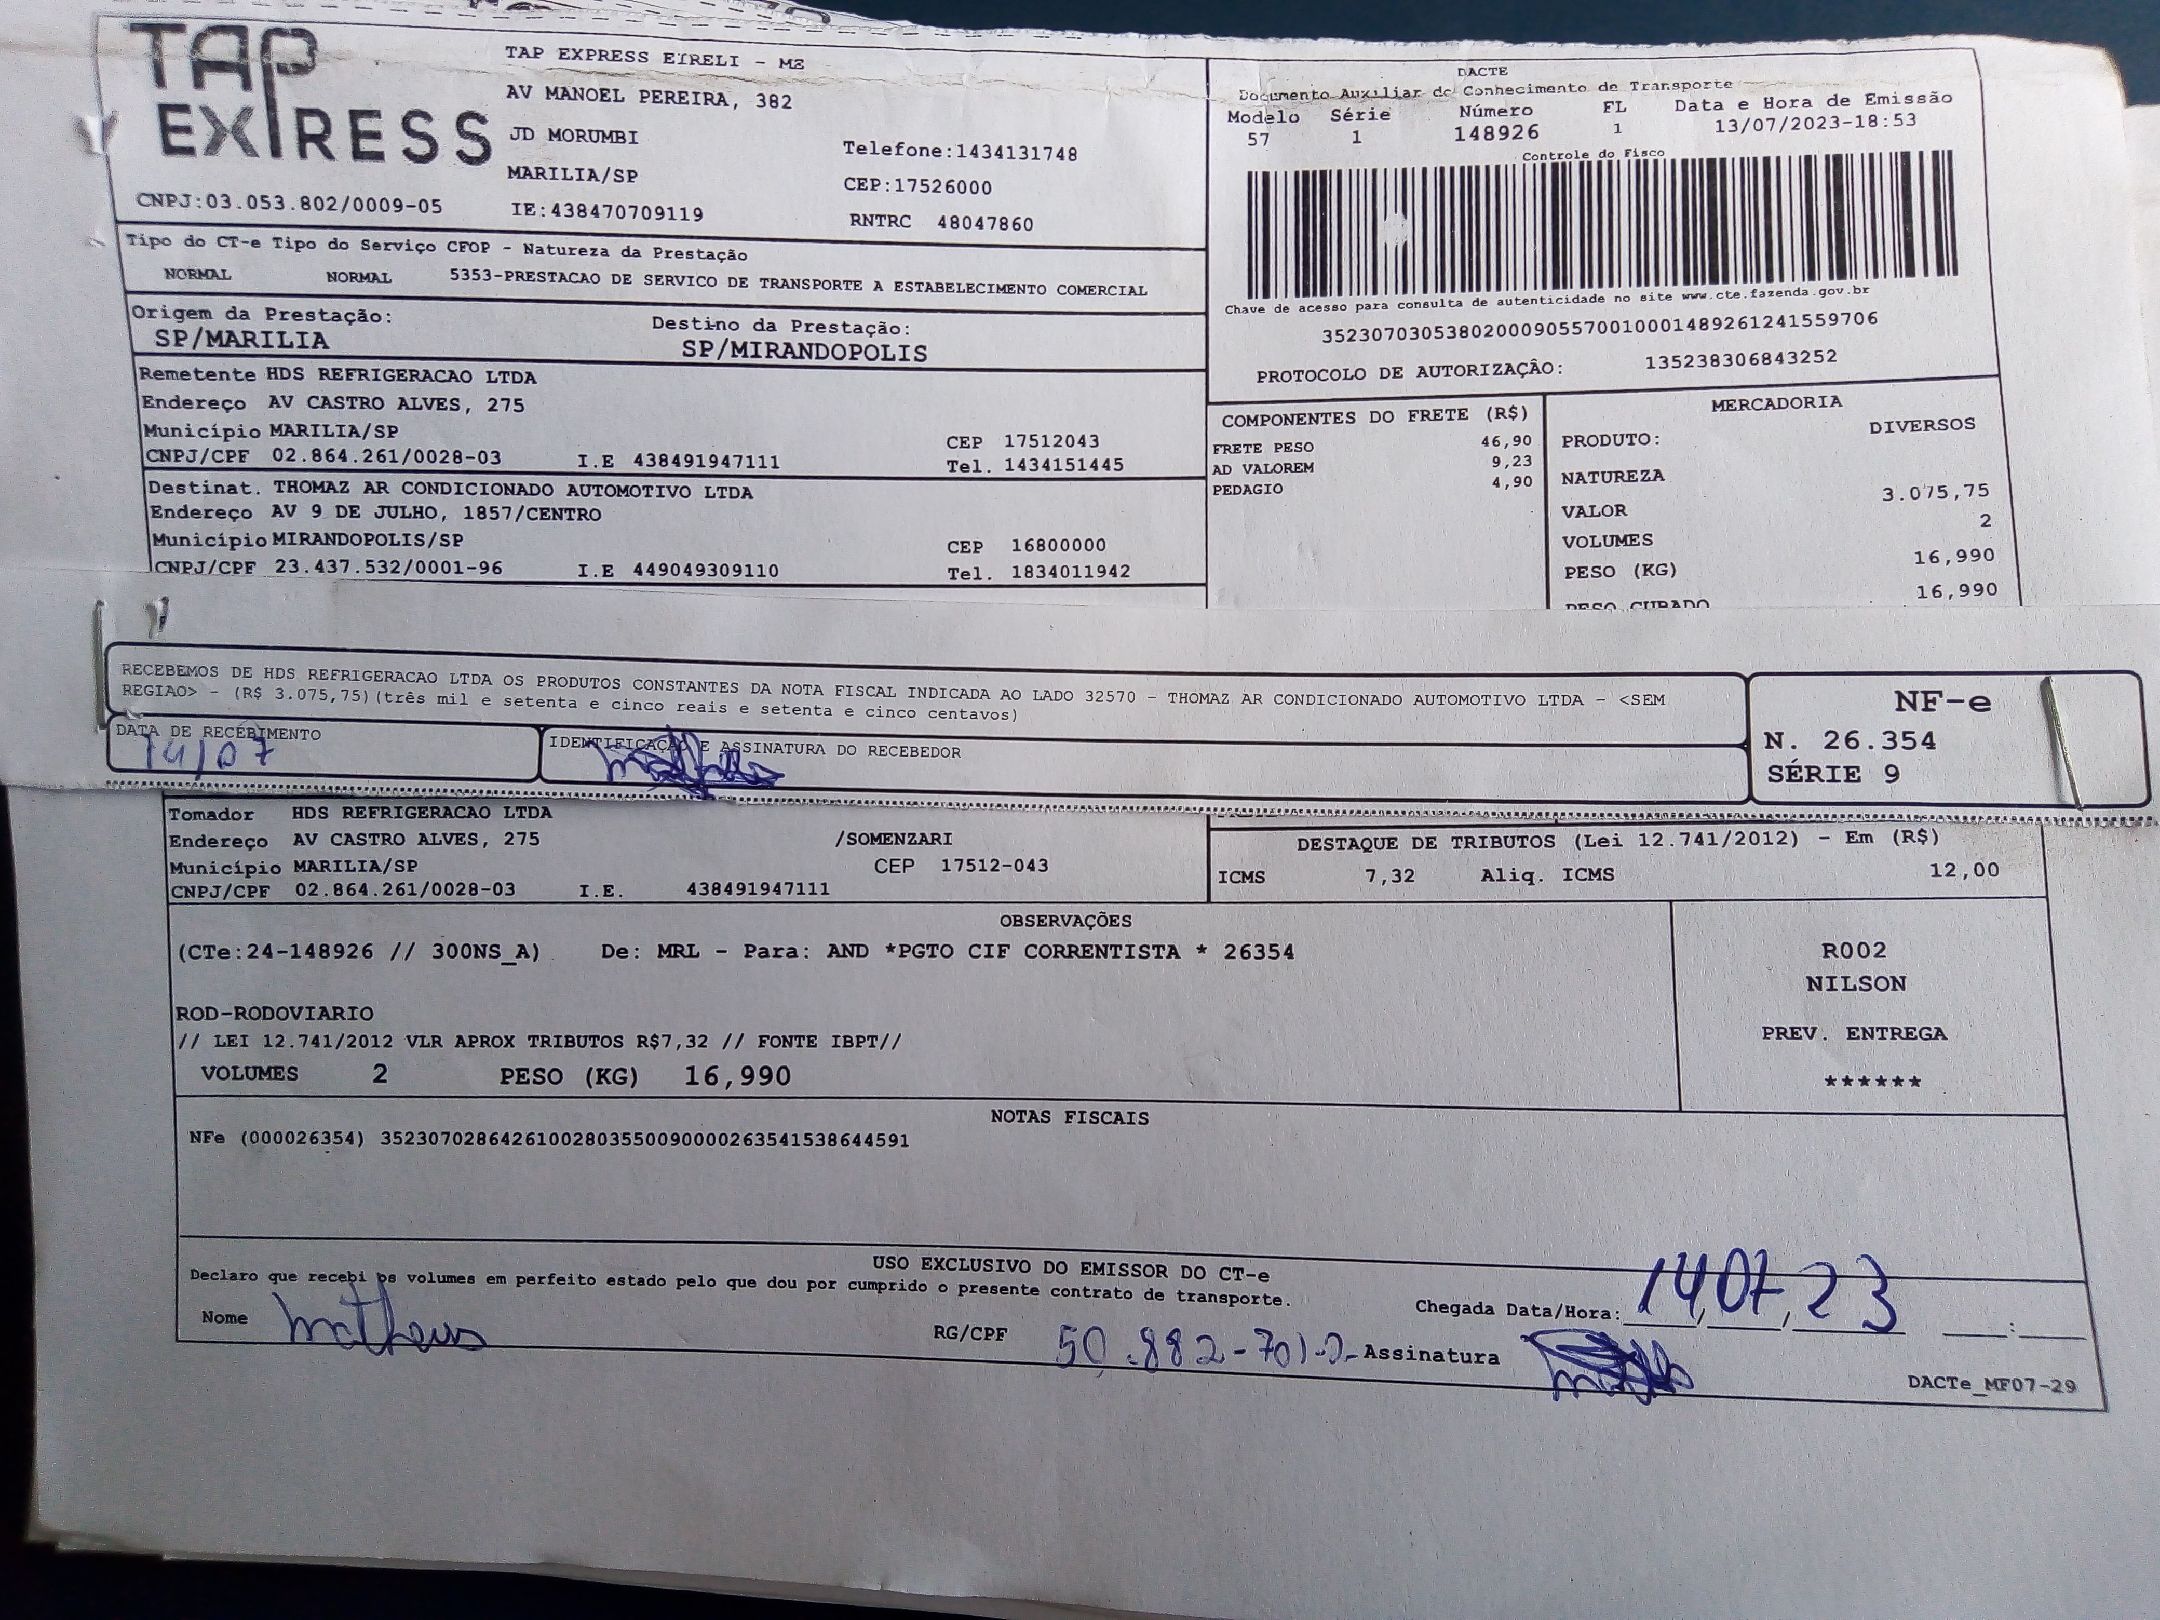 TAP EXPRESS
TAP EXPRESS EIRELI - MZ
AV MANOEL PEREIRA, 382
JD MORUMBI
Telefone:1434131748
MARILIA/SP
CEP:17526000
CNPJ:03.053.802/0009-05
IE:438470709119
RNTRC 48047860
DACTE
Documento Auxiliar do Conhecimento de Transporte
Modelo Série Número FL Data e Hora de Emissão
57 1 148926 1 13/07/2023-18:53
Controle do Fisco
Chave de acesso para consulta de autenticidade no site www.cte.fazenda.gov.br
35230703053802000905570010001489261241559706
PROTOCOLO DE AUTORIZAÇÃO: 135238306843252
Tipo do CT-e Tipo do Serviço CFOP - Natureza da Prestação
NORMAL NORMAL 5353-PRESTACAO DE SERVICO DE TRANSPORTE A ESTABELECIMENTO COMERCIAL
Origem da Prestação: Destino da Prestação:
SP/MARILIA SP/MIRANDOPOLIS
Remetente HDS REFRIGERACAO LTDA
Endereço AV CASTRO ALVES, 275
Município MARILIA/SP CEP 17512043
CNPJ/CPF 02.864.261/0028-03 I.E 438491947111 Tel. 1434151445
Destinat. THOMAZ AR CONDICIONADO AUTOMOTIVO LTDA
Endereço AV 9 DE JULHO, 1857/CENTRO
Município MIRANDOPOLIS/SP CEP 16800000
CNPJ/CPF 23.437.532/0001-96 I.E 449049309110 Tel. 1834011942
COMPONENTES DO FRETE (R$)
FRETE PESO 46,90
AD VALOREM 9,23
PEDAGIO 4,90
MERCADORIA
PRODUTO: DIVERSOS
NATUREZA
VALOR 3.075,75
VOLUMES 2
PESO (KG) 16,990
PESO CUBADO 16,990
RECEBEMOS DE HDS REFRIGERACAO LTDA OS PRODUTOS CONSTANTES DA NOTA FISCAL INDICADA AO LADO 32570 - THOMAZ AR CONDICIONADO AUTOMOTIVO LTDA - <SEM
REGIAO> - (R$ 3.075,75)(três mil e setenta e cinco reais e setenta e cinco centavos)
DATA DE RECEBIMENTO
14/07
IDENTIFICAÇÃO E ASSINATURA DO RECEBEDOR
NF-e
N. 26.354
SÉRIE 9
Tomador HDS REFRIGERACAO LTDA
Endereço AV CASTRO ALVES, 275 /SOMENZARI
Município MARILIA/SP CEP 17512-043
CNPJ/CPF 02.864.261/0028-03 I.E. 438491947111
DESTAQUE DE TRIBUTOS (Lei 12.741/2012) - Em (R$)
ICMS 7,32 Aliq. ICMS 12,00
OBSERVAÇÕES
(CTe:24-148926 // 300NS_A) De: MRL - Para: AND *PGTO CIF CORRENTISTA * 26354
ROD-RODOVIARIO
// LEI 12.741/2012 VLR APROX TRIBUTOS R$7,32 // FONTE IBPT//
VOLUMES 2 PESO (KG) 16,990
R002
NILSON
PREV. ENTREGA
******
NOTAS FISCAIS
NFe (000026354) 35230702864261002803550090000263541538644591
USO EXCLUSIVO DO EMISSOR DO CT-e
Declaro que recebi os volumes em perfeito estado pelo que dou por cumprido o presente contrato de transporte.
Chegada Data/Hora: 14,07,23 :
Nome matheus RG/CPF 50.882-701- Assinatura
DACTe_MF07-29